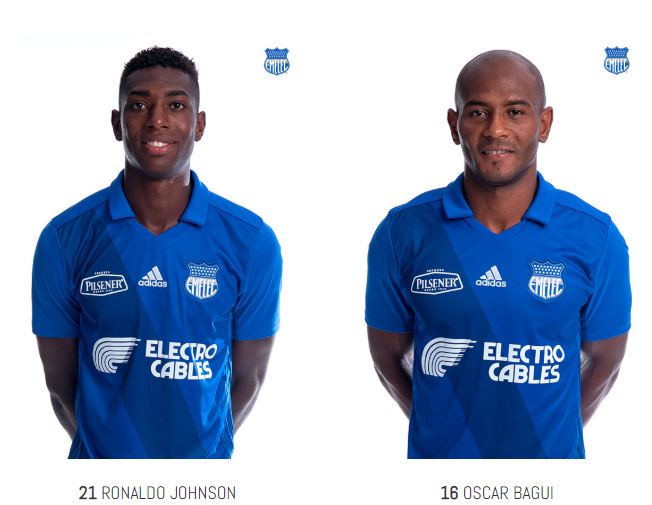 EMELEC
EMELEC
PILSENER
adidas
EMELEC
ELECTRO
CABLES
PILSENER
adidas
EMELEC
ELECTRO
CABLES
21 RONALDO JOHNSON
16 OSCAR BAGUI